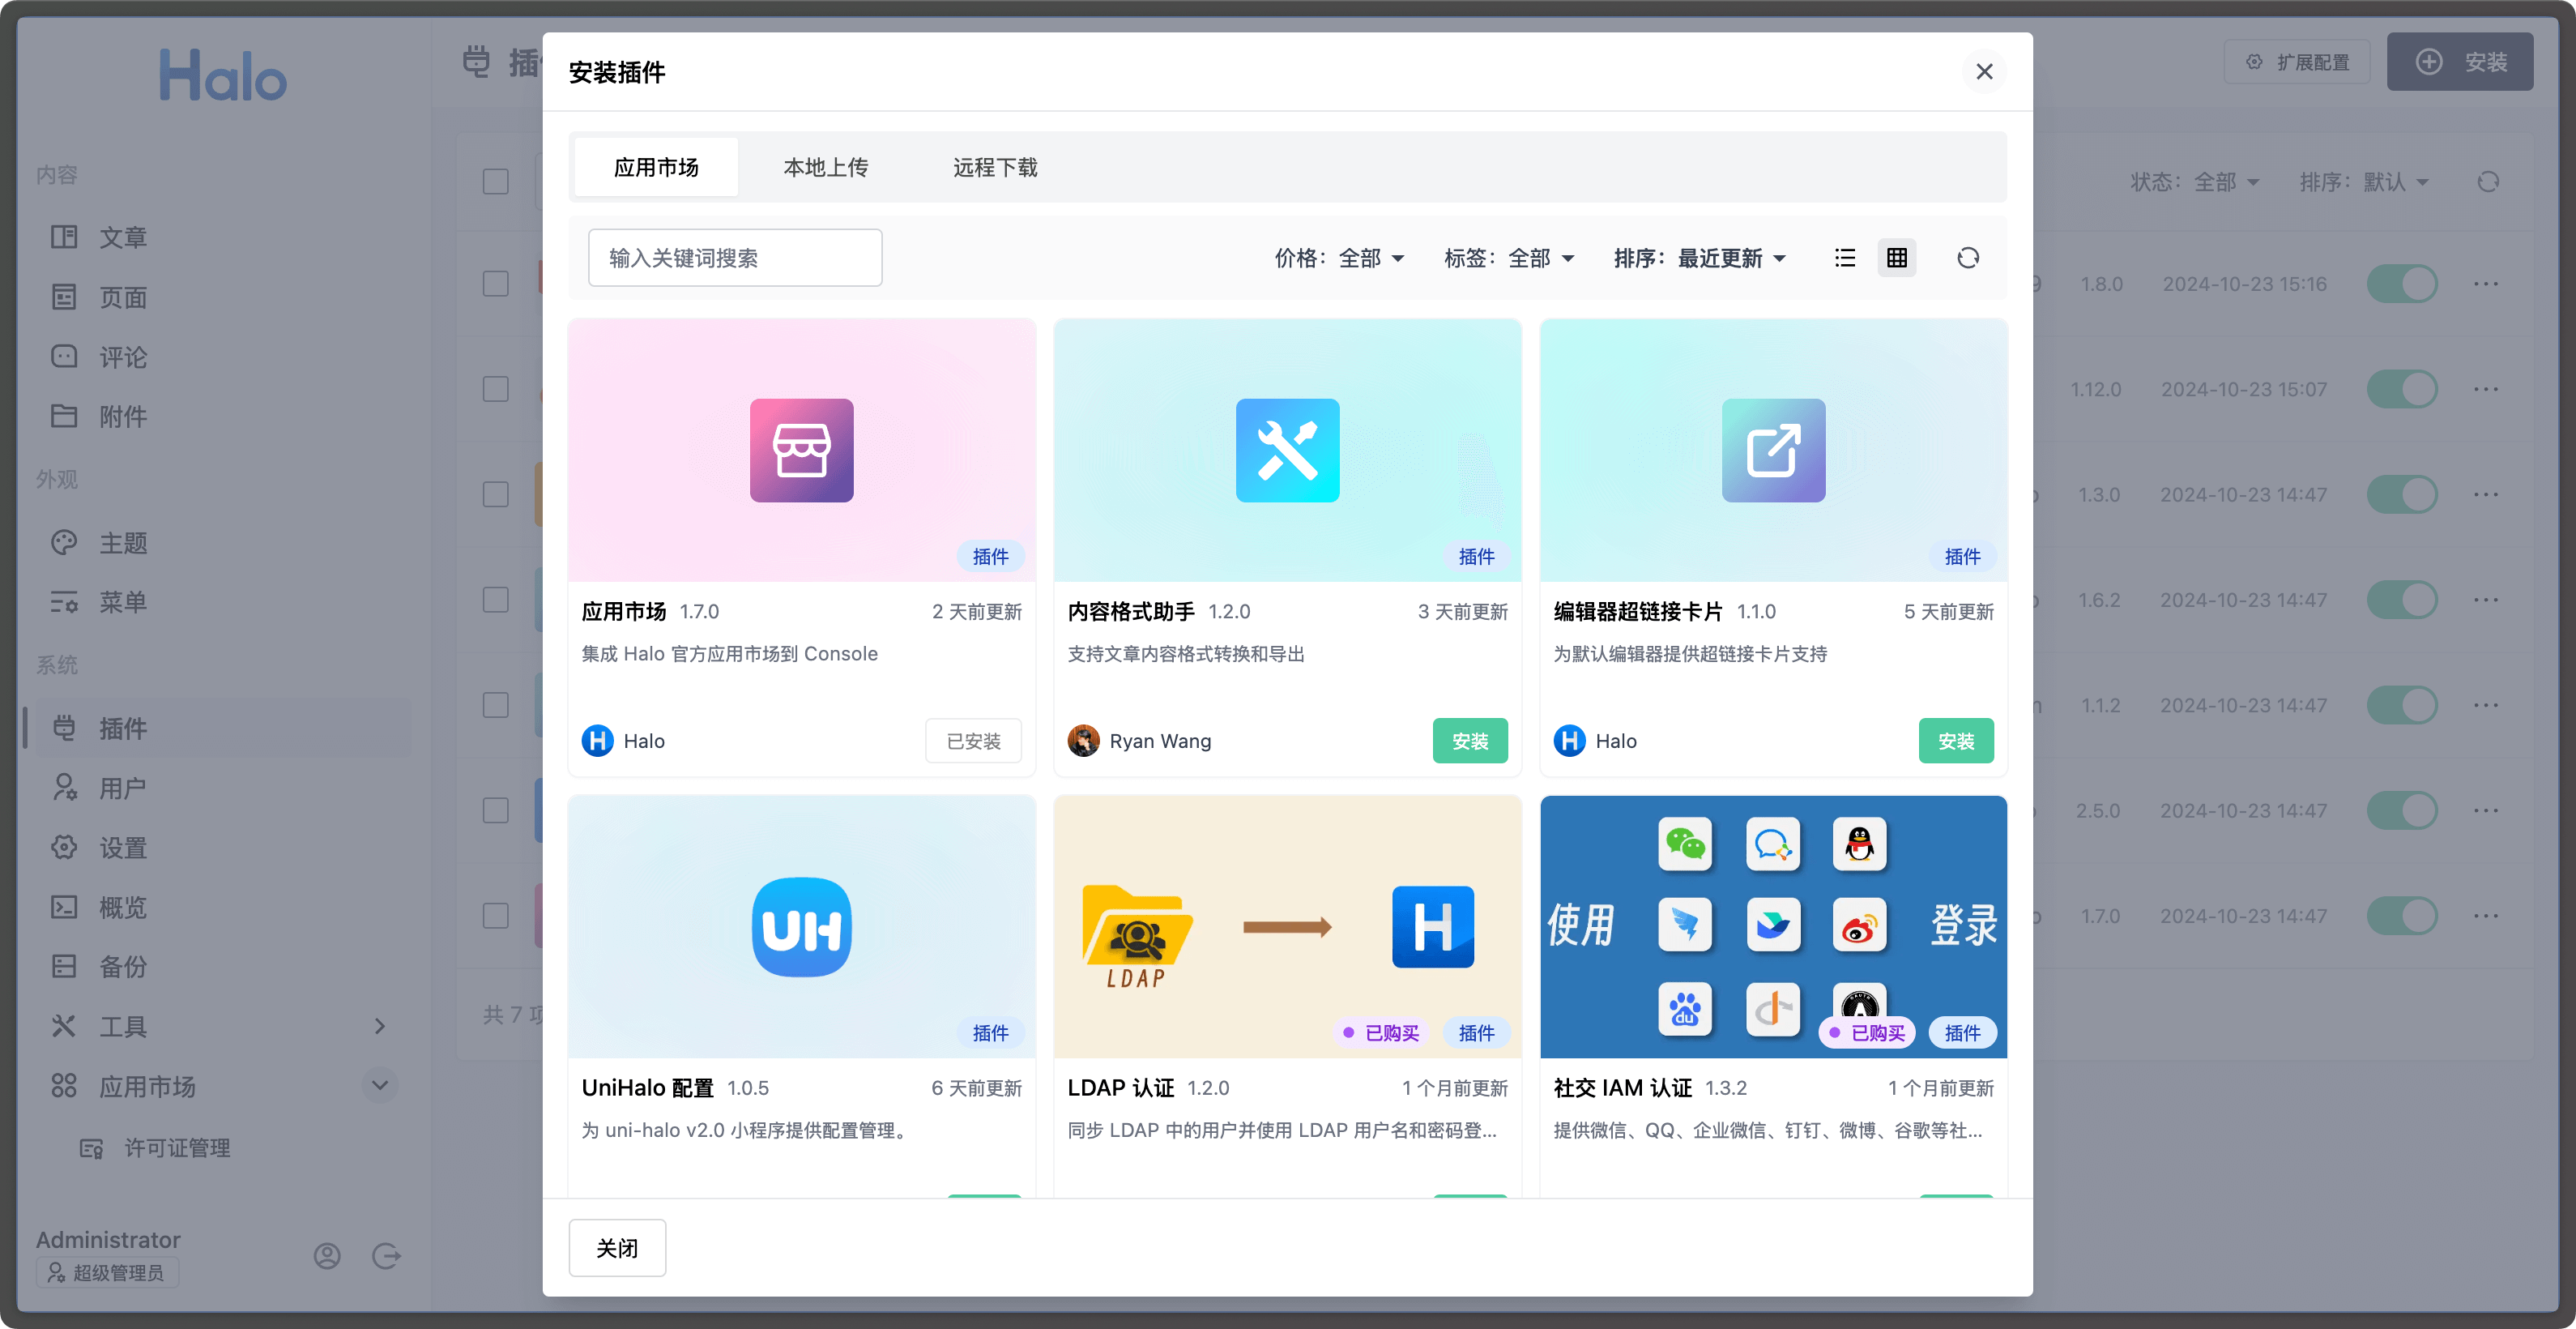 Halo
内容
文章
页面
评论
附件
外观
主题
菜单
系统
插件
用户
设置
概览
备份
工具
应用市场
许可证管理
Administrator
超级管理员
扩展配置
安装
状态：全部
排序：默认
1.8.0 2024-10-23 15:16
1.12.0 2024-10-23 15:07
1.3.0 2024-10-23 14:47
1.6.2 2024-10-23 14:47
1.1.2 2024-10-23 14:47
2.5.0 2024-10-23 14:47
1.7.0 2024-10-23 14:47
共 7 项
安装插件
应用市场 本地上传 远程下载
输入关键词搜索
价格：全部 标签：全部 排序：最近更新
插件
应用市场 1.7.0 2 天前更新
集成 Halo 官方应用市场到 Console
Halo 已安装
插件
内容格式助手 1.2.0 3 天前更新
支持文章内容格式转换和导出
Ryan Wang 安装
插件
编辑器超链接卡片 1.1.0 5 天前更新
为默认编辑器提供超链接卡片支持
Halo 安装
UH
插件
UniHalo 配置 1.0.5 6 天前更新
为 uni-halo v2.0 小程序提供配置管理。
LDAP
H
已购买 插件
LDAP 认证 1.2.0 1 个月前更新
同步 LDAP 中的用户并使用 LDAP 用户名和密码登...
使用 登录
du
已购买 插件
社交 IAM 认证 1.3.2 1 个月前更新
提供微信、QQ、企业微信、钉钉、微博、谷歌等社...
关闭